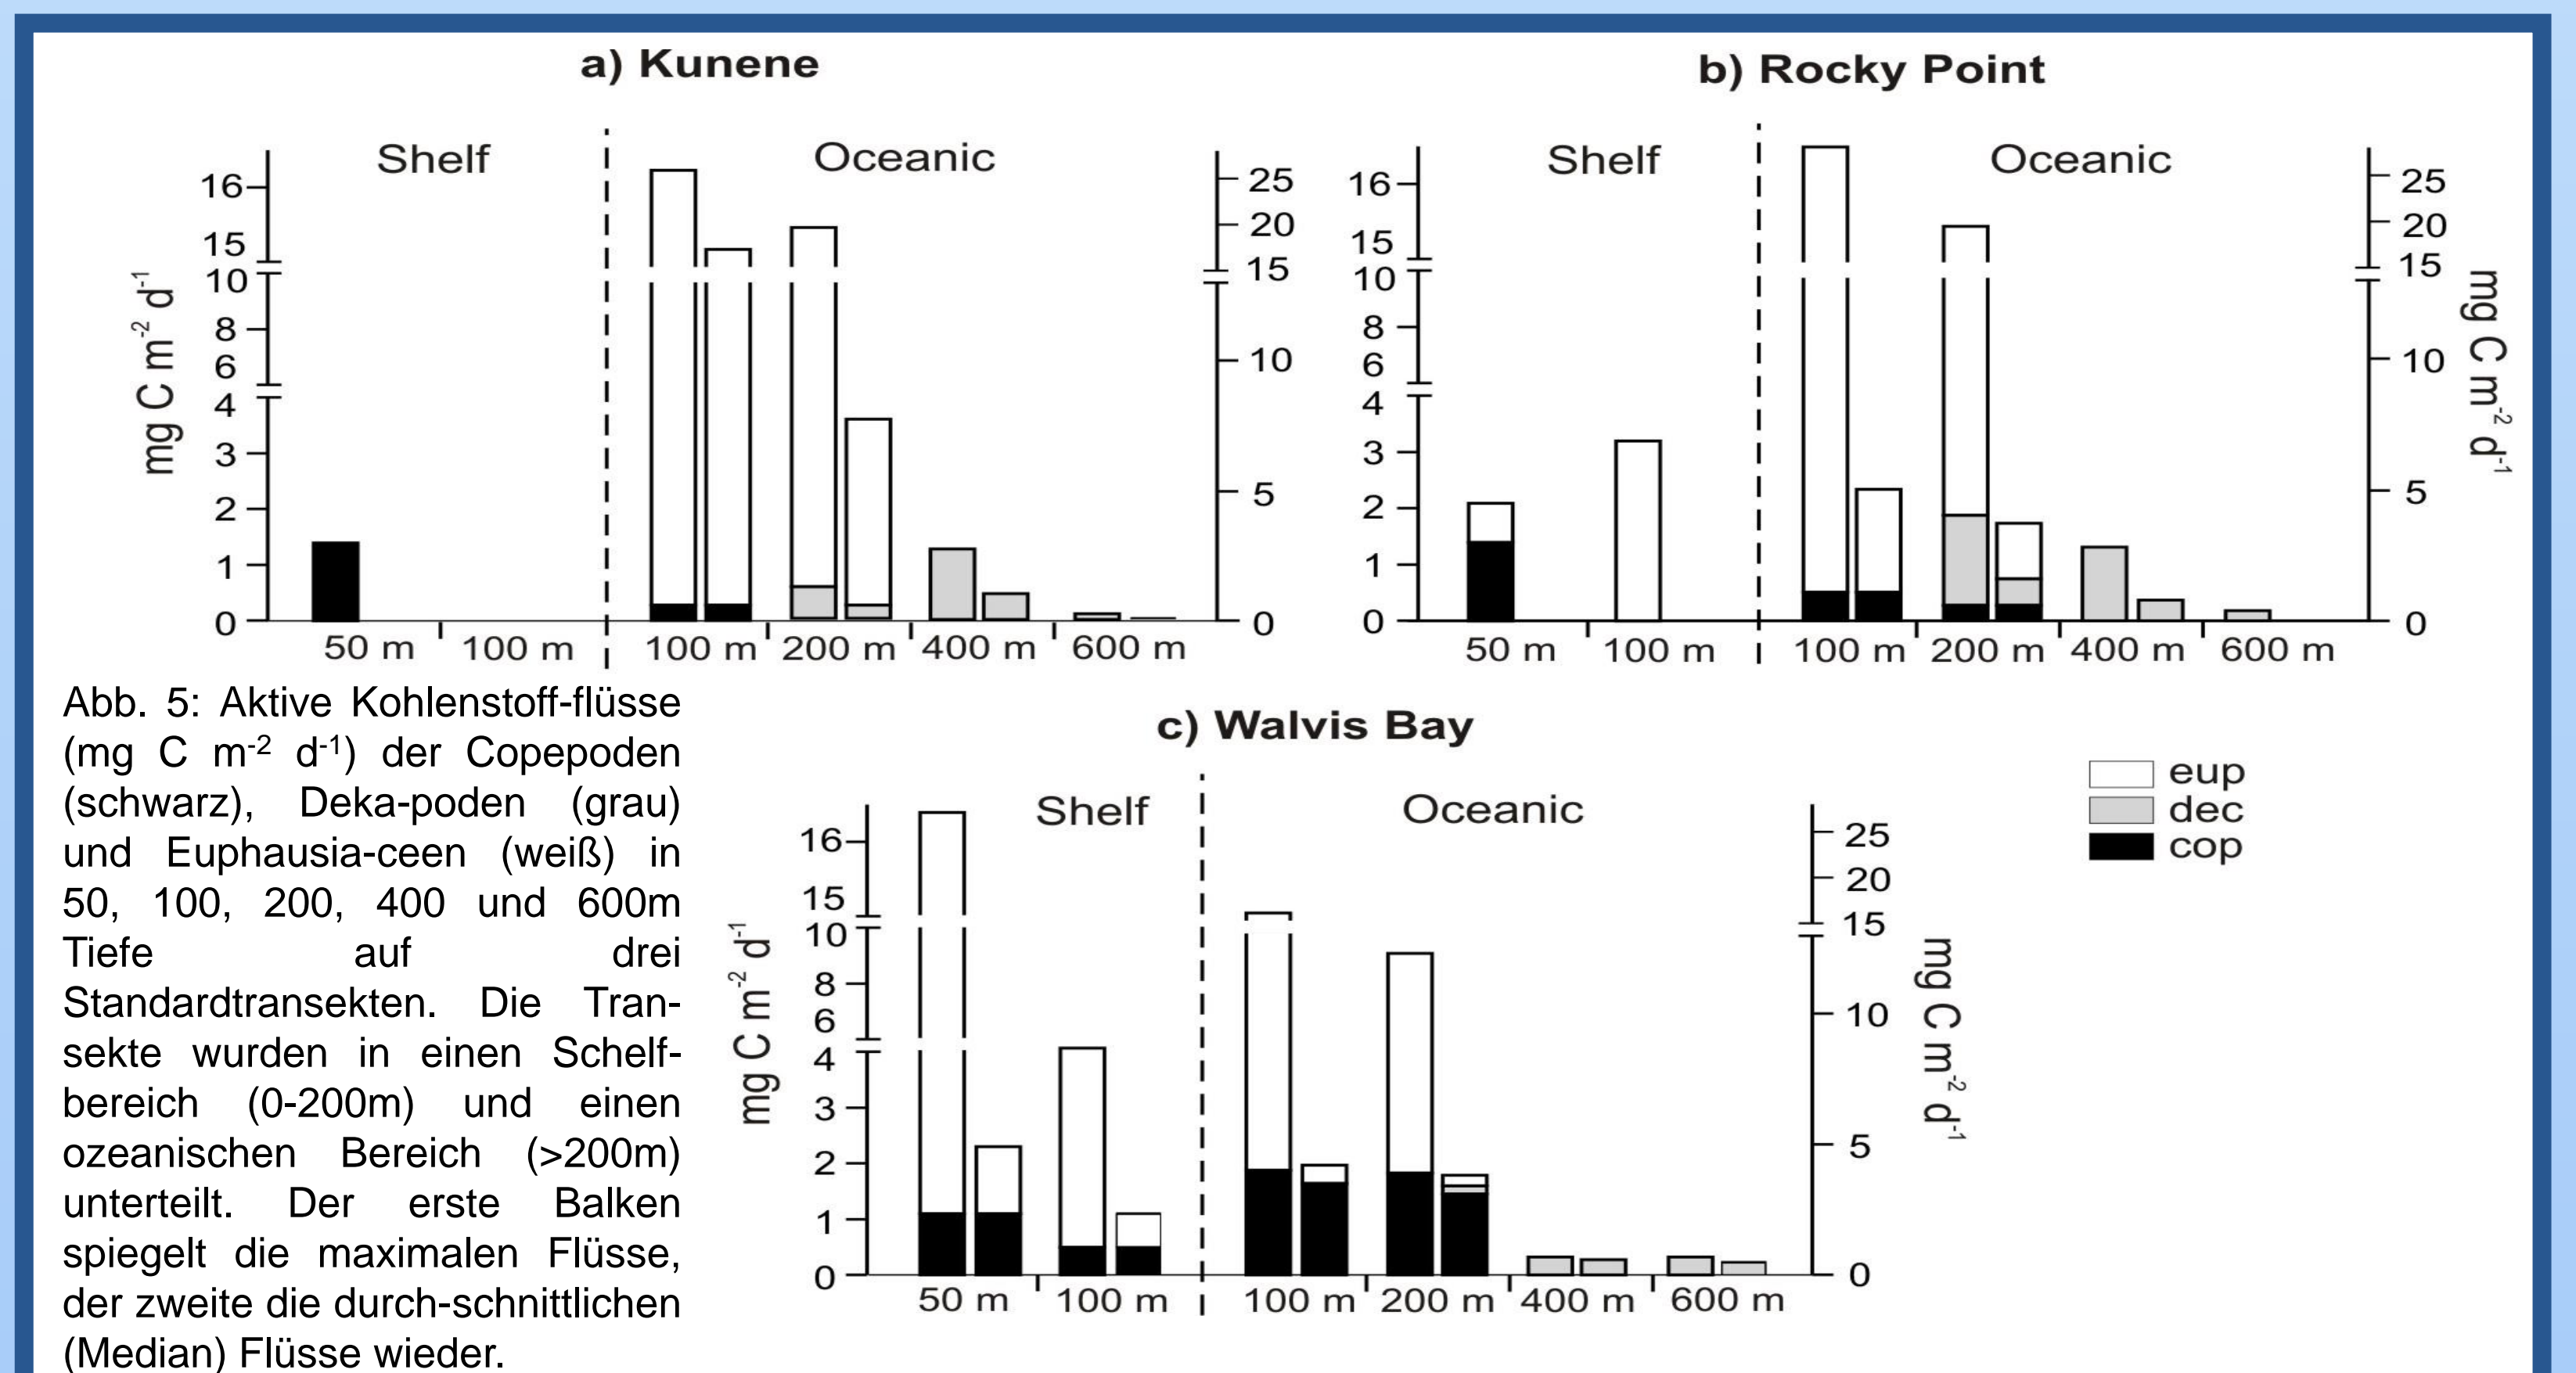 a) Kunene
Shelf
Oceanic
16
15
10
8
6
4
3
2
1
0
mg C m-2 d-1
25
20
15
10
5
0
50 m 100 m 100 m 200 m 400 m 600 m
b) Rocky Point
Shelf
Oceanic
16
15
10
8
6
4
3
2
1
0
25
20
15
10
5
0
mg C m-2 d-1
50 m 100 m 100 m 200 m 400 m 600 m
Abb. 5: Aktive Kohlenstoff-flüsse
(mg C m-2 d-1) der Copepoden
(schwarz), Deka-poden (grau)
und Euphausia-ceen (weiß) in
50, 100, 200, 400 und 600m
Tiefe auf drei
Standardtransekten. Die Tran-
sekte wurden in einen Schelf-
bereich (0-200m) und einen
ozeanischen Bereich (>200m)
unterteilt. Der erste Balken
spiegelt die maximalen Flüsse,
der zweite die durch-schnittlichen
(Median) Flüsse wieder.
c) Walvis Bay
Shelf
Oceanic
16
15
10
8
6
4
3
2
1
0
mg C m-2 d-1
25
20
15
10
5
0
mg C m-2 d-1
50 m 100 m 100 m 200 m 400 m 600 m
eup
dec
cop